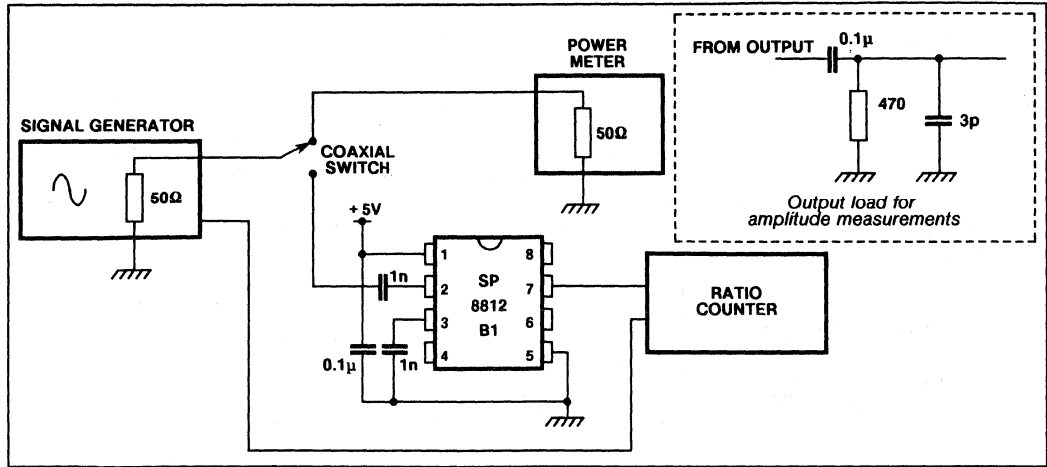 FROM OUTPUT
0.1µ
470
3p
Output load for
amplitude measurements
POWER
METER
50Ω
SIGNAL GENERATOR
50Ω
COAXIAL
SWITCH
+ 5V
1n
0.1µ
1n
1
2
3
4
SP
8812
B1
8
7
6
5
RATIO
COUNTER